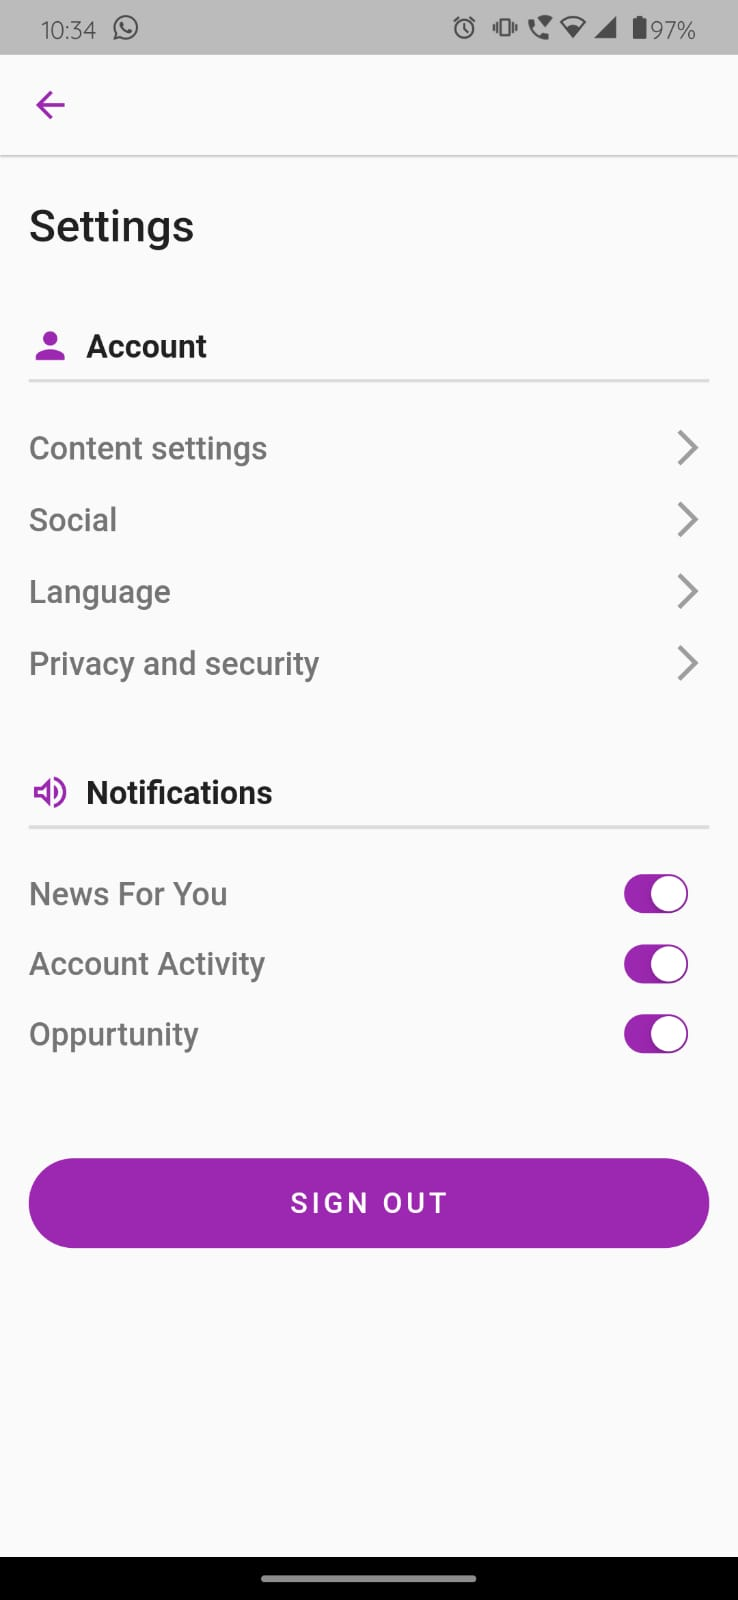 10:34
97%
Settings
Account
Content settings
Social
Language
Privacy and security
Notifications
News For You
Account Activity
Oppurtunity
SIGN OUT